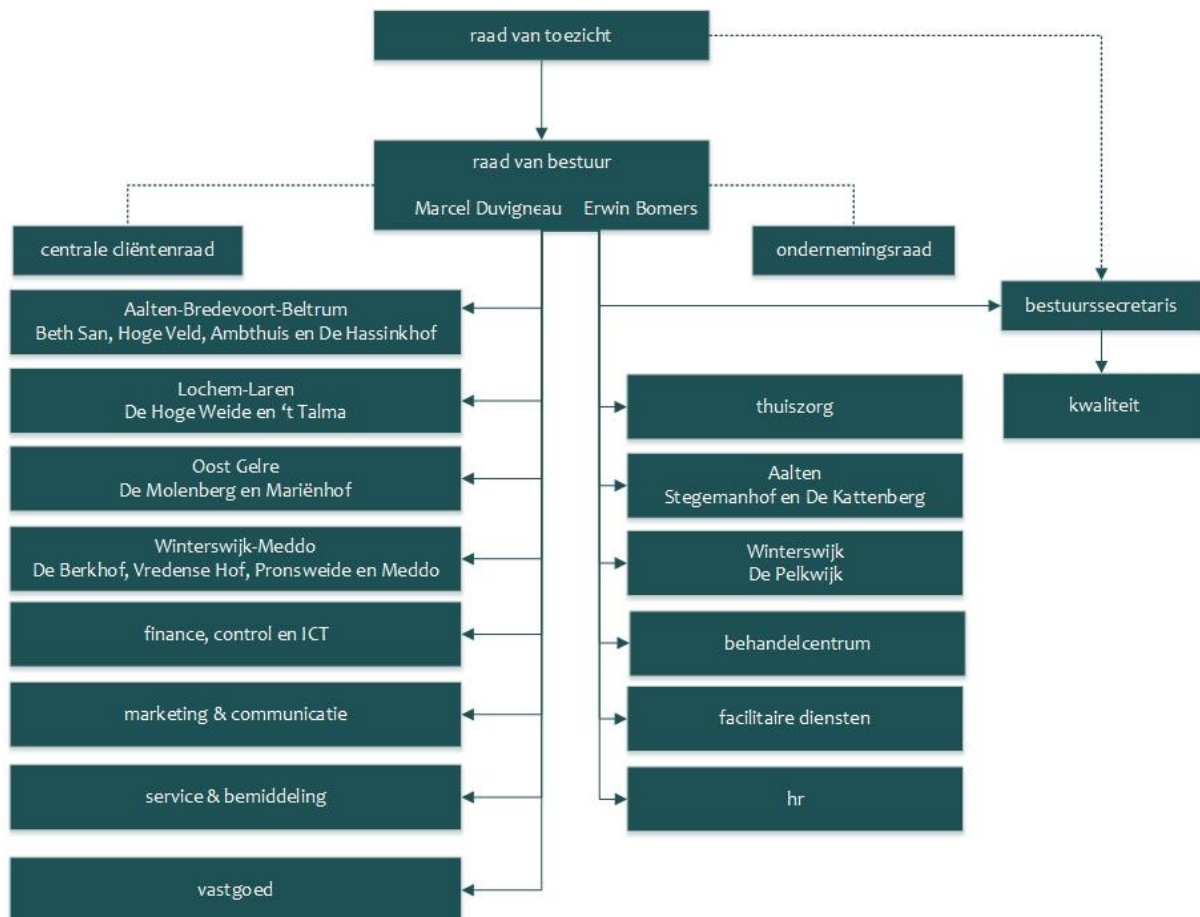 raad van toezicht
raad van bestuur
Marcel Duvigneau Erwin Bomers
centrale cliëntenraad
ondernemingsraad
Aalten-Bredevoort-Beltrum
Beth San, Hoge Veld, Ambthuis en De Hassinkhof
bestuurssecretaris
Lochem-Laren
De Hoge Weide en ‘t Talma
thuiszorg
kwaliteit
Oost Gelre
De Molenberg en Mariënhof
Aalten
Stegemanhof en De Kattenberg
Winterswijk-Meddo
De Berkhof, Vredense Hof, Pronsweide en Meddo
Winterswijk
De Pelkwijk
finance, control en ICT
behandelcentrum
marketing & communicatie
facilitaire diensten
service & bemiddeling
hr
vastgoed